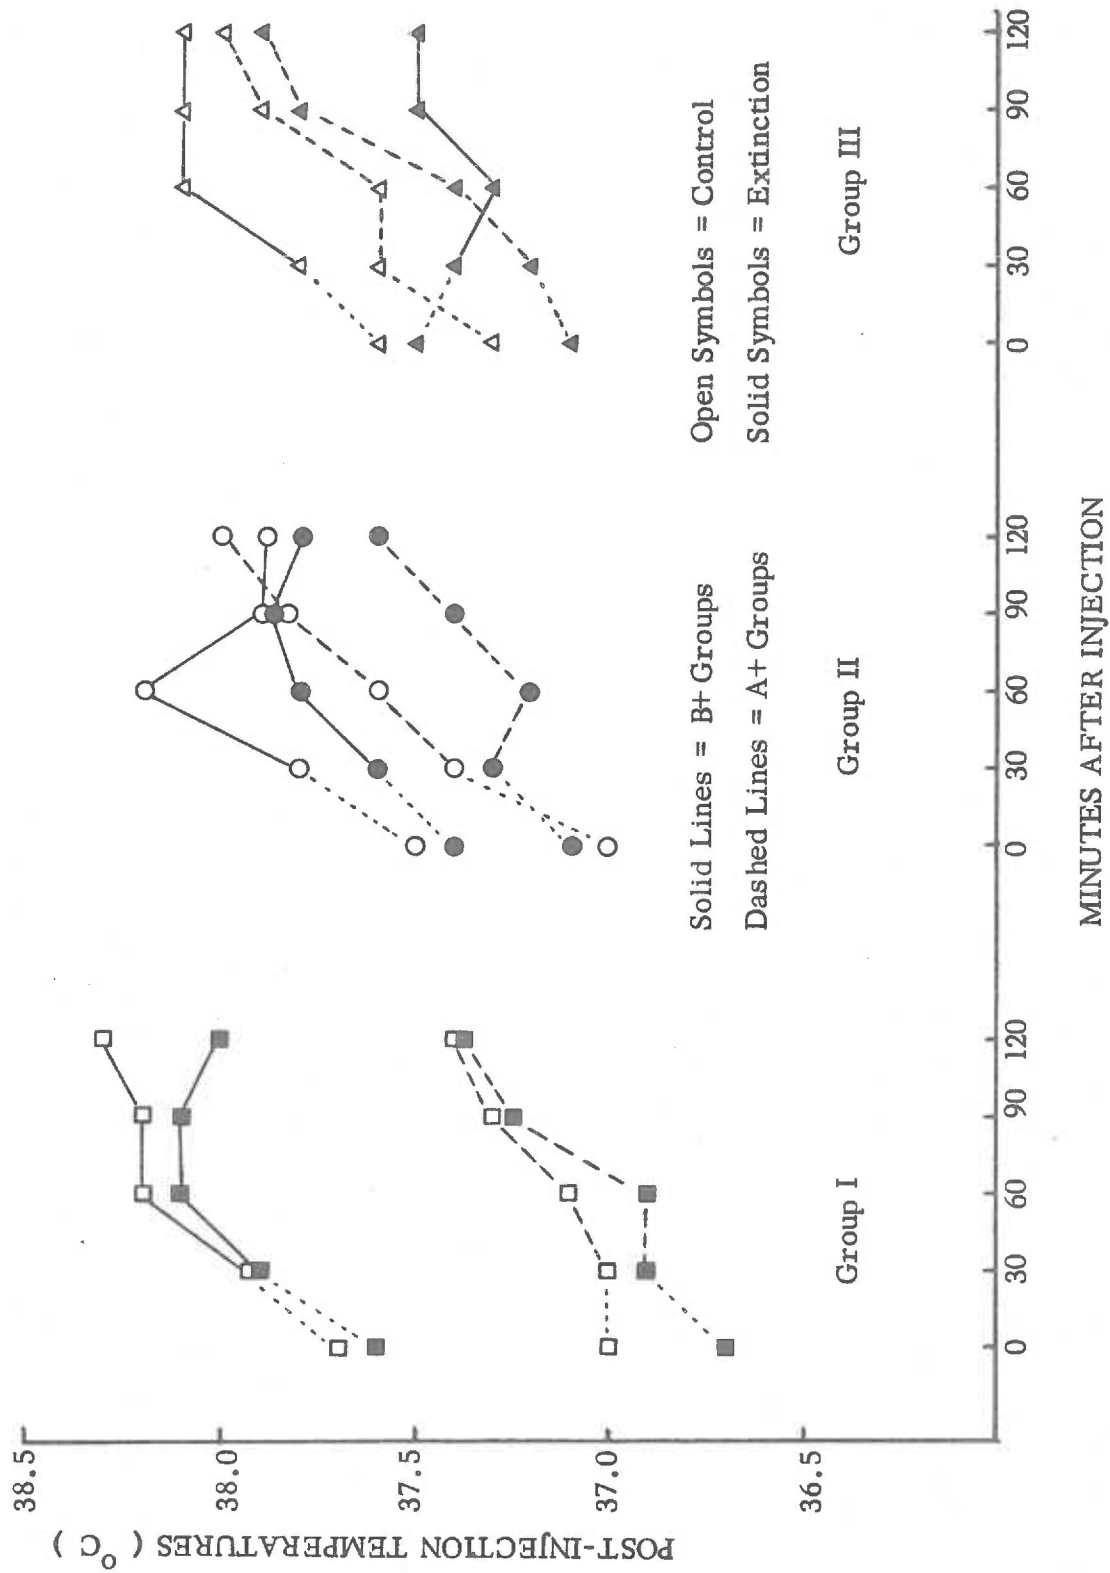 38.5
38.0
37.5
37.0
36.5
POST-INJECTION TEMPERATURES ( °C )
0 30 60 90 120
0 30 60 90 120
0 30 60 90 120
Group I
Group II
Group III
Solid Lines = B+ Groups
Dashed Lines = A+ Groups
Open Symbols = Control
Solid Symbols = Extinction
MINUTES AFTER INJECTION